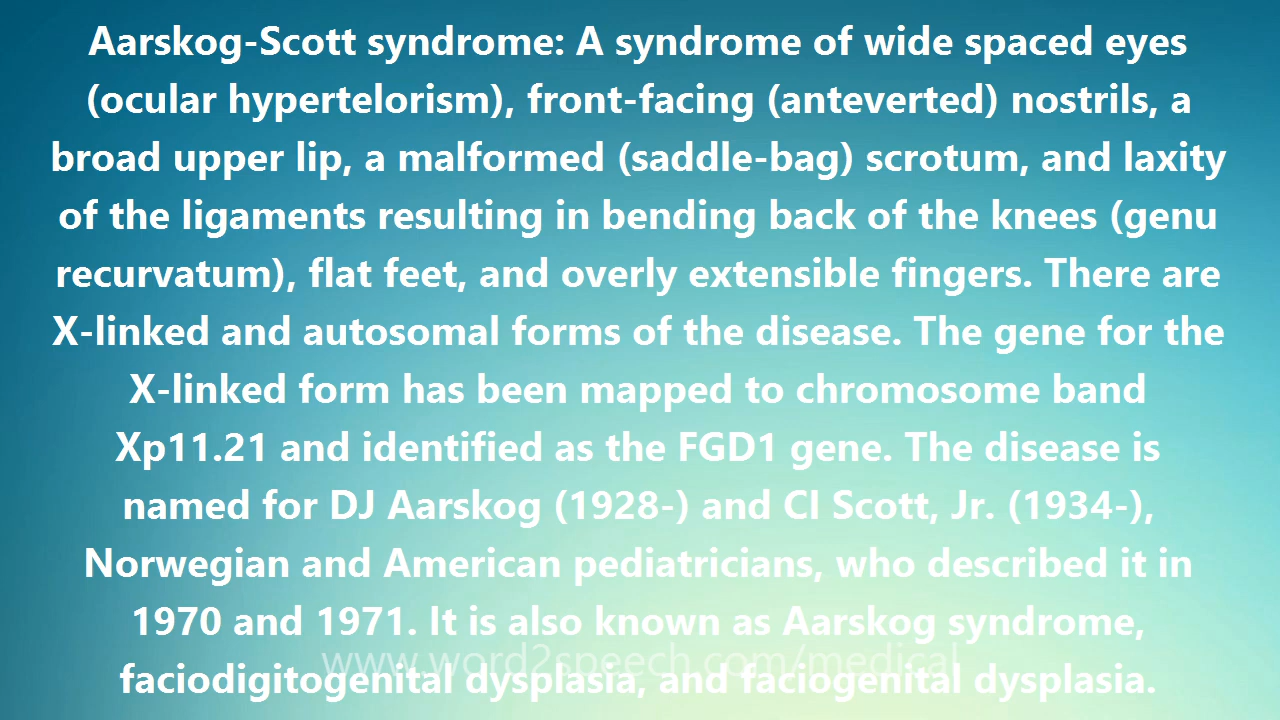 Aarskog-Scott syndrome: A syndrome of wide spaced eyes
(ocular hypertelorism), front-facing (anteverted) nostrils, a
broad upper lip, a malformed (saddle-bag) scrotum, and laxity
of the ligaments resulting in bending back of the knees (genu
recurvatum), flat feet, and overly extensible fingers. There are
X-linked and autosomal forms of the disease. The gene for the
X-linked form has been mapped to chromosome band
Xp11.21 and identified as the FGD1 gene. The disease is
named for DJ Aarskog (1928-) and CI Scott, Jr. (1934-),
Norwegian and American pediatricians, who described it in
1970 and 1971. It is also known as Aarskog syndrome,
www.word2speech.com/medical
faciodigitogenital dysplasia, and faciogenital dysplasia.